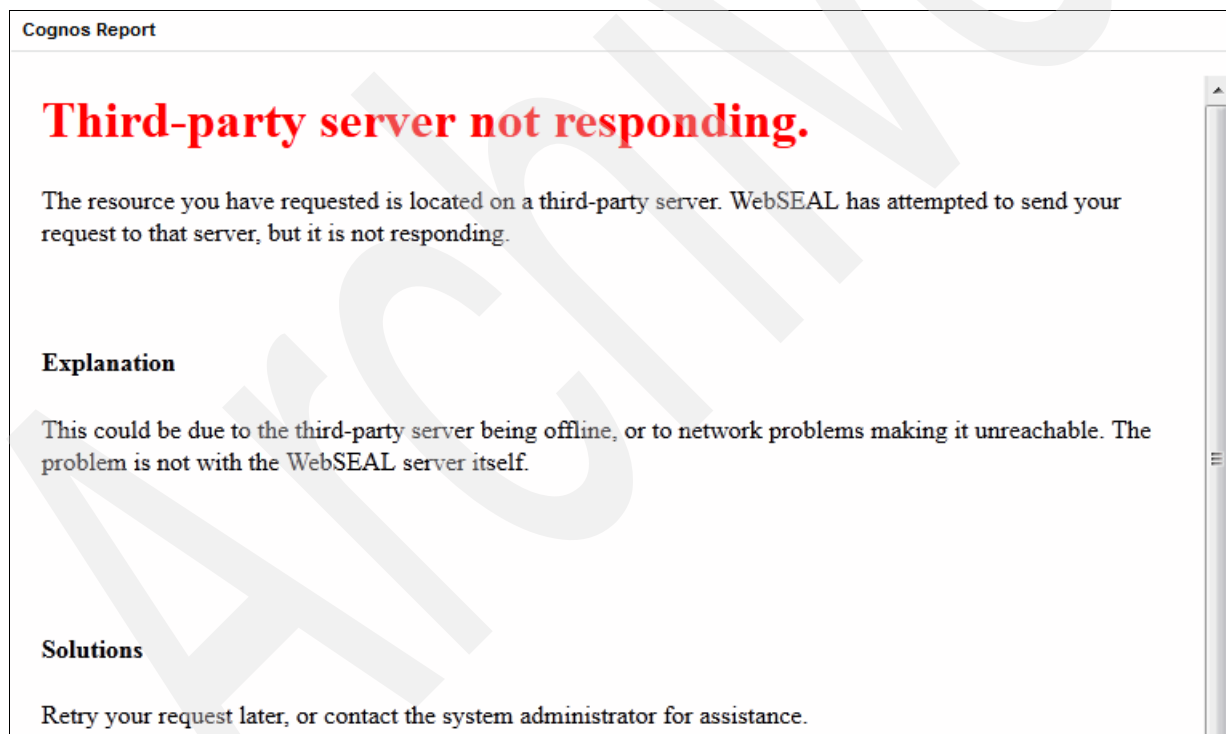 Cognos Report
Third-party server not responding.
The resource you have requested is located on a third-party server. WebSEAL has attempted to send your
request to that server, but it is not responding.
Explanation
This could be due to the third-party server being offline, or to network problems making it unreachable. The
problem is not with the WebSEAL server itself.
Solutions
Retry your request later, or contact the system administrator for assistance.
Archive